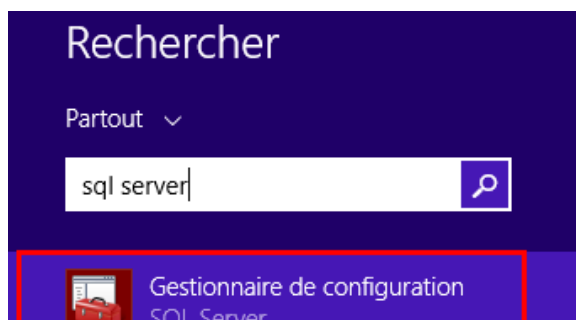 Rechercher
Partout
sql server
Gestionnaire de configuration
SQL Server